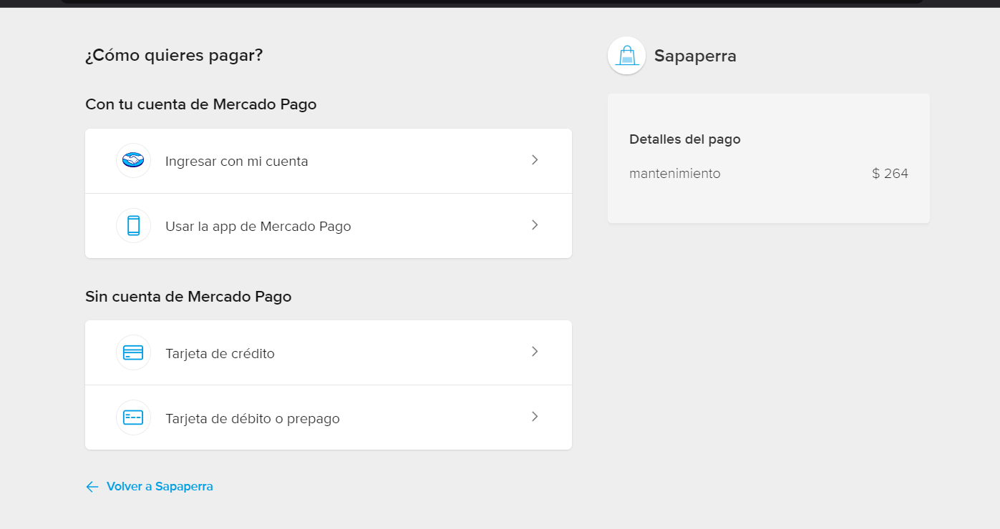 ¿Cómo quieres pagar?
Con tu cuenta de Mercado Pago
Ingresar con mi cuenta
Usar la app de Mercado Pago
Sin cuenta de Mercado Pago
Tarjeta de crédito
Tarjeta de débito o prepago
Volver a Sapaperra
Sapaperra
Detalles del pago
mantenimiento $ 264